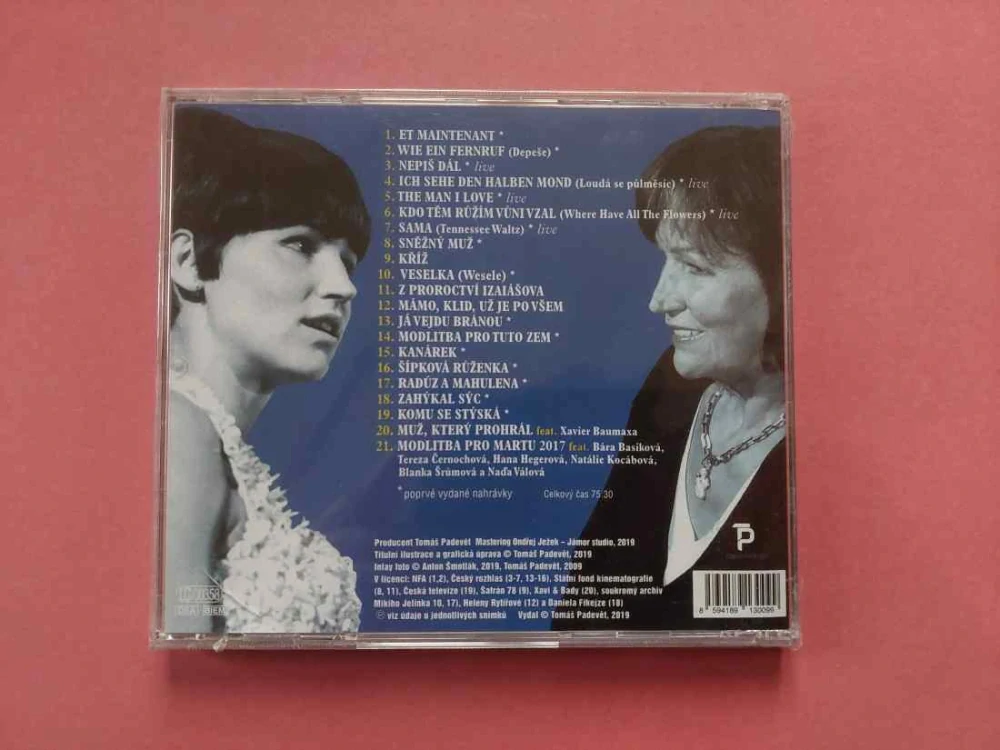 1. ET MAINTENANT *
2. WIE EIN FERNRUF (Depeše) *
3. NEPIŠ DÁL * live
4. ICH SEHE DEN HALBEN MOND (Loudá se půlměsíc) * live
5. THE MAN I LOVE * live
6. KDO TĚM RŮŽÍM VŮNI VZAL (Where Have All The Flowers) * live
7. SAMA (Tennessee Waltz) * live
8. SNĚŽNÝ MUŽ *
9. KŘÍŽ
10. VESELKA (Wesele) *
11. Z PROROCTVÍ IZAIÁŠOVA
12. MÁMO, KLID, UŽ JE PO VŠEM
13. JÁ VEJDU BRÁNOU *
14. MODLITBA PRO TUTO ZEM *
15. KANÁREK *
16. ŠÍPKOVÁ RŮŽENKA *
17. RADÚZ A MAHULENA *
18. ZAHÝKAL SÝC *
19. KOMU SE STÝSKÁ *
20. MUŽ, KTERÝ PROHRÁL feat. Xavier Baumaxa
21. MODLITBA PRO MARTU 2017 feat. Bára Basiková,
Tereza Černochová, Hana Hegerová, Natálie Kocábová,
Blanka Šrůmová a Naďa Válová
* poprvé vydané nahrávky Celkový čas 75:30
Producent Tomáš Padevět Mastering Ondřej Ježek – Jámor studio, 2019
Titulní ilustrace a grafická úprava © Tomáš Padevět, 2019
Inlay foto © Anton Šmotlák, 2019, Tomáš Padevět, 2009
V licenci: NFA (1,2), Český rozhlas (3-7, 13-16), Státní fond kinematografie
(8, 11), Česká televize (19), Šafrán 78 (9), Xavi & Bady (20), soukromý archiv
Mikiho Jelínka 10, 17), Heleny Rytířové (12) a Daniela Fikejze (18)
℗ viz údaje u jednotlivých snímků Vydal © Tomáš Padevět, 2019
8 594189 130099